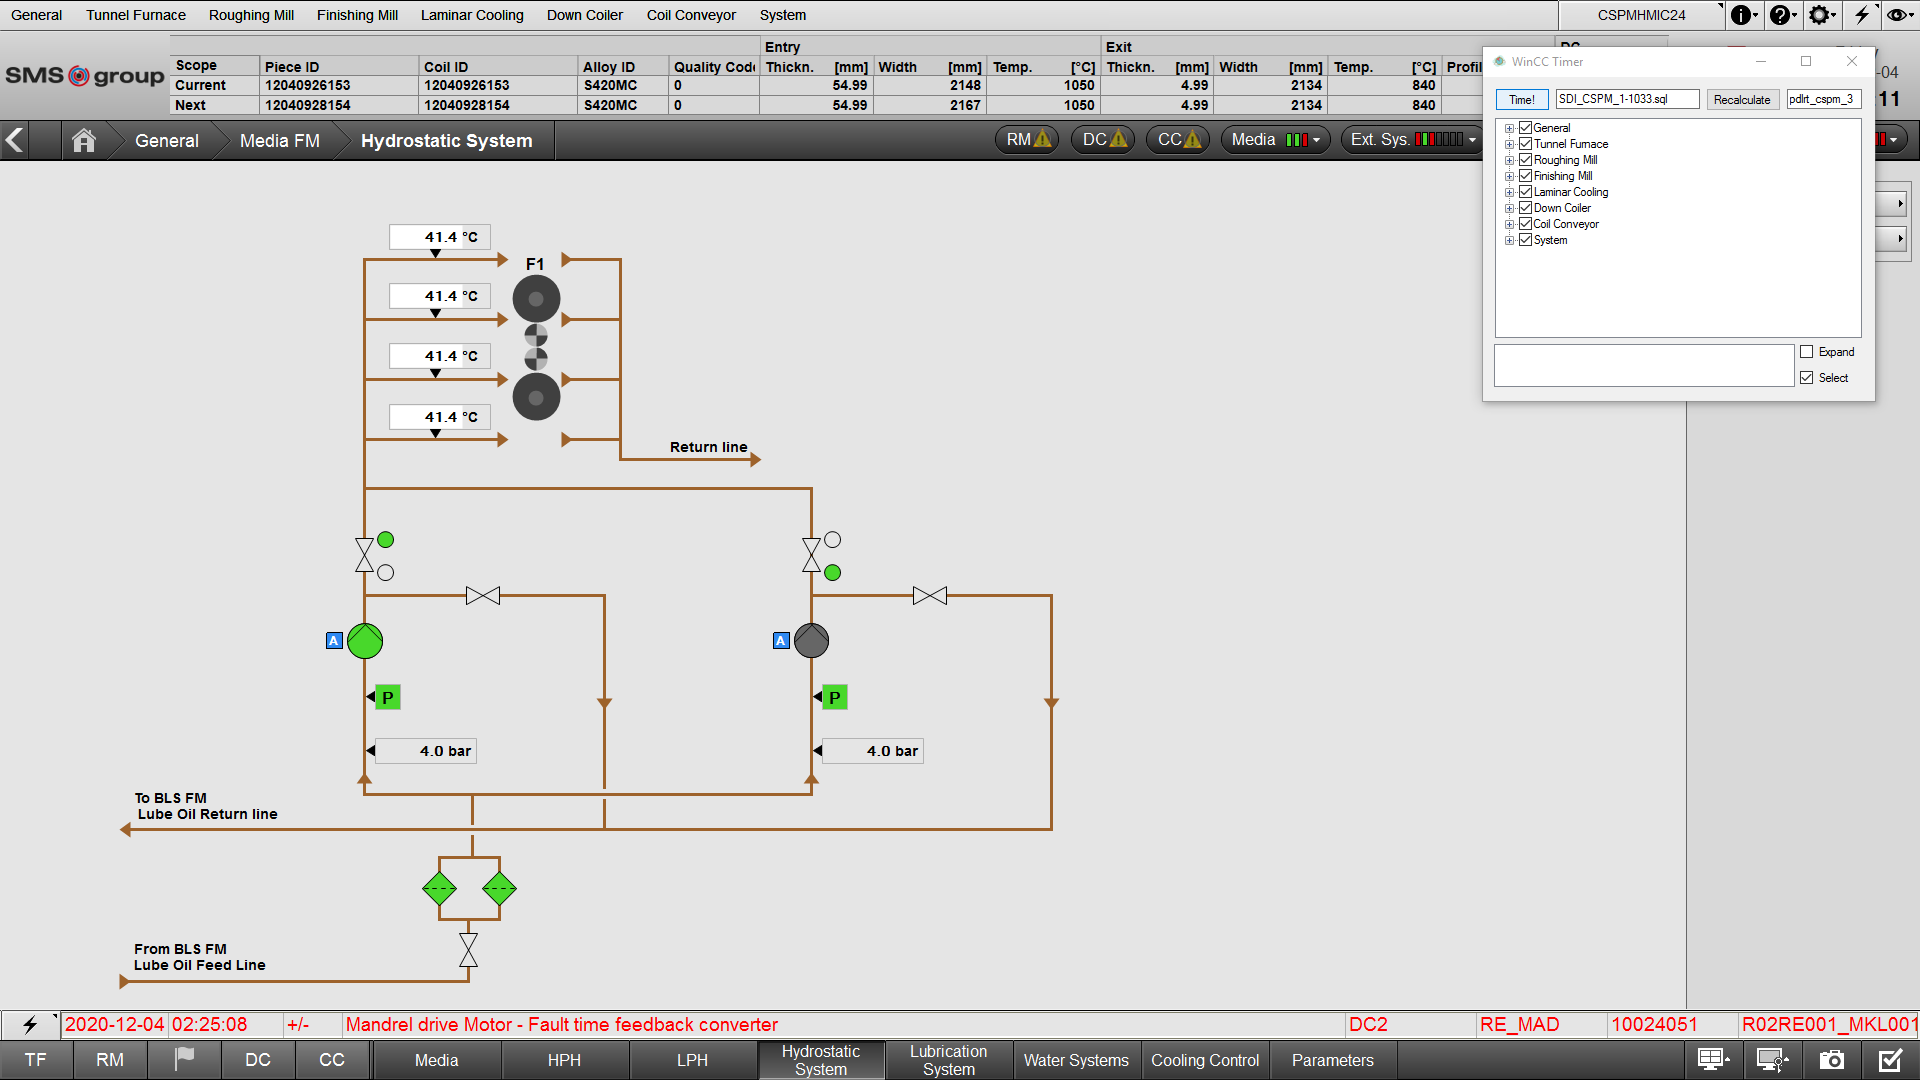 General Tunnel Furnace Roughing Mill Finishing Mill Laminar Cooling Down Coiler Coil Conveyor System CSPMHMIC24
SMS group
Entry Exit
Scope Piece ID Coil ID Alloy ID Quality Code Thickn. [mm] Width [mm] Temp. [°C] Thickn. [mm] Width [mm] Temp. [°C] Profil
Current 12040926153 12040926153 S420MC 0 54.99 2148 1050 4.99 2134 840
Next 12040928154 12040928154 S420MC 0 54.99 2167 1050 4.99 2134 840
-04
11
General Media FM Hydrostatic System RM DC CC Media Ext. Sys.
WinCC Timer
Time! SDI_CSPM_1-1033.sql Recalculate pdlrt_cspm_3
General
Tunnel Furnace
Roughing Mill
Finishing Mill
Laminar Cooling
Down Coiler
Coil Conveyor
System
Expand
Select
41.4 °C
F1
41.4 °C
41.4 °C
41.4 °C
Return line
A A
P P
4.0 bar 4.0 bar
To BLS FM
Lube Oil Return line
From BLS FM
Lube Oil Feed Line
2020-12-04 02:25:08 +/- Mandrel drive Motor - Fault time feedback converter DC2 RE_MAD 10024051 R02RE001_MKL001
TF RM DC CC Media HPH LPH Hydrostatic System Lubrication System Water Systems Cooling Control Parameters